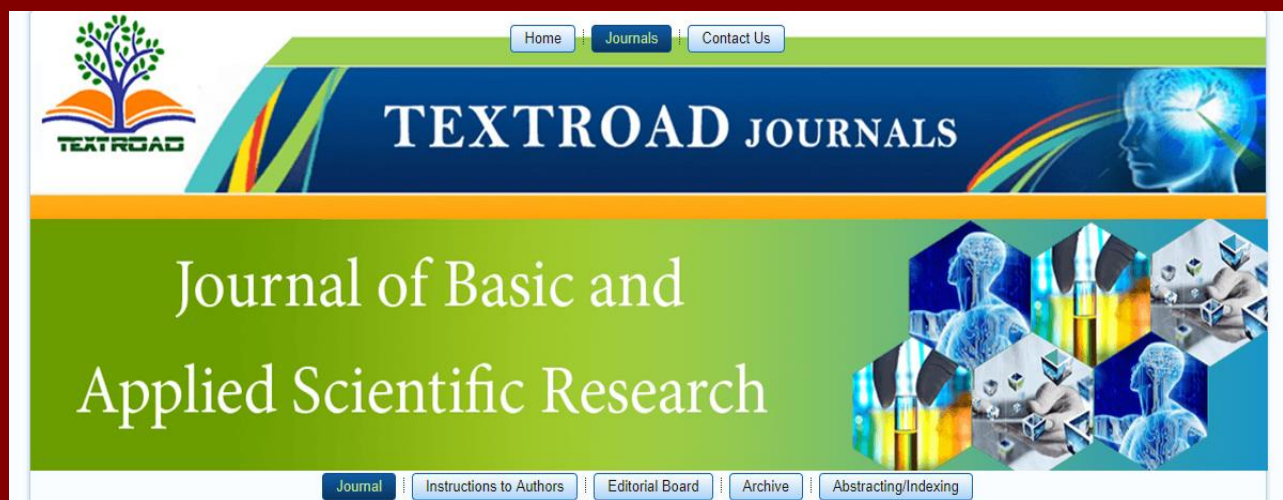 Home Journals Contact Us
TEXTROAD
TEXTROAD JOURNALS
Journal of Basic and
Applied Scientific Research
Journal Instructions to Authors Editorial Board Archive Abstracting/Indexing